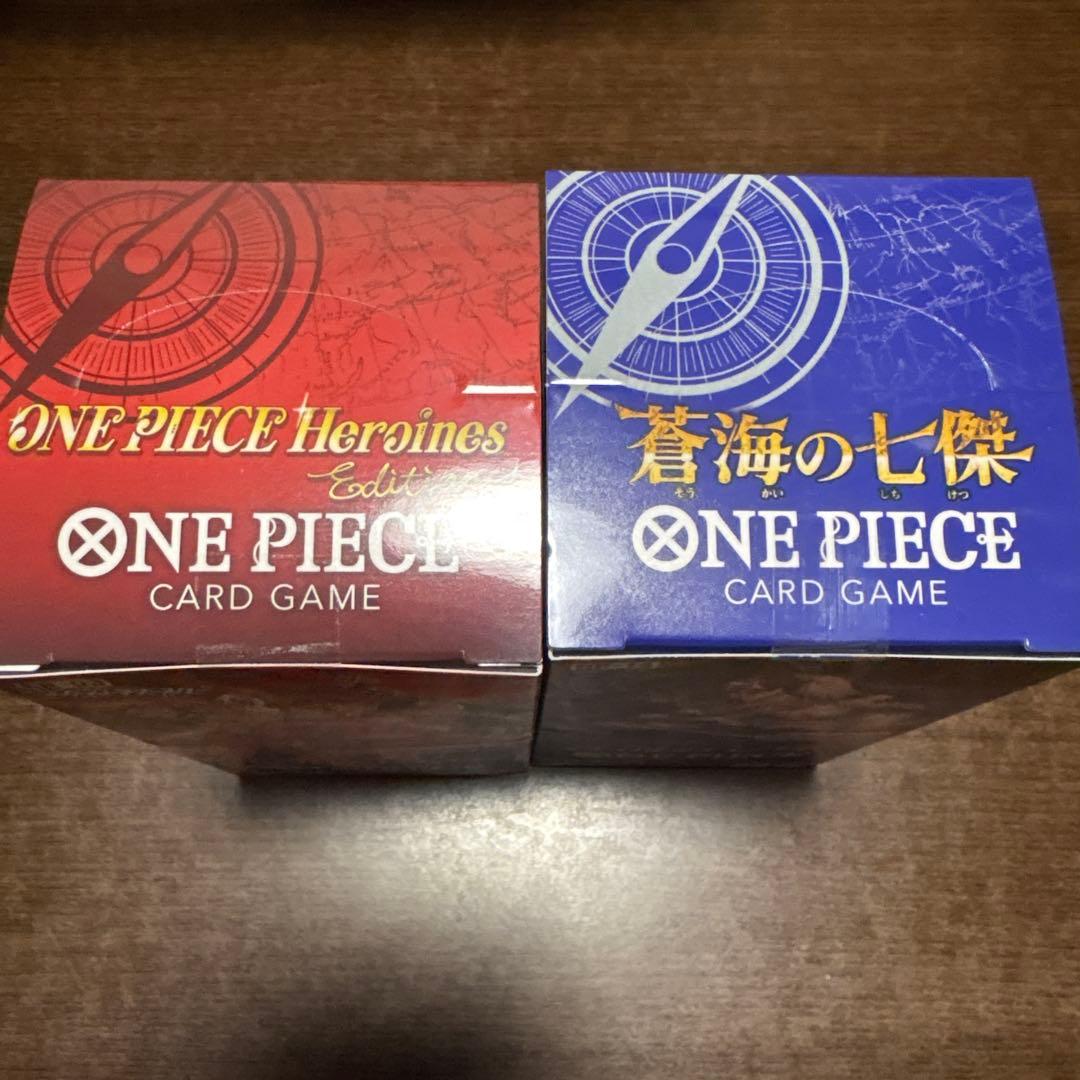 ONE PIECE Heroines
Edition
ONE PIECE
CARD GAME
蒼海の七傑
そう かい しち けつ
ONE PIECE
CARD GAME